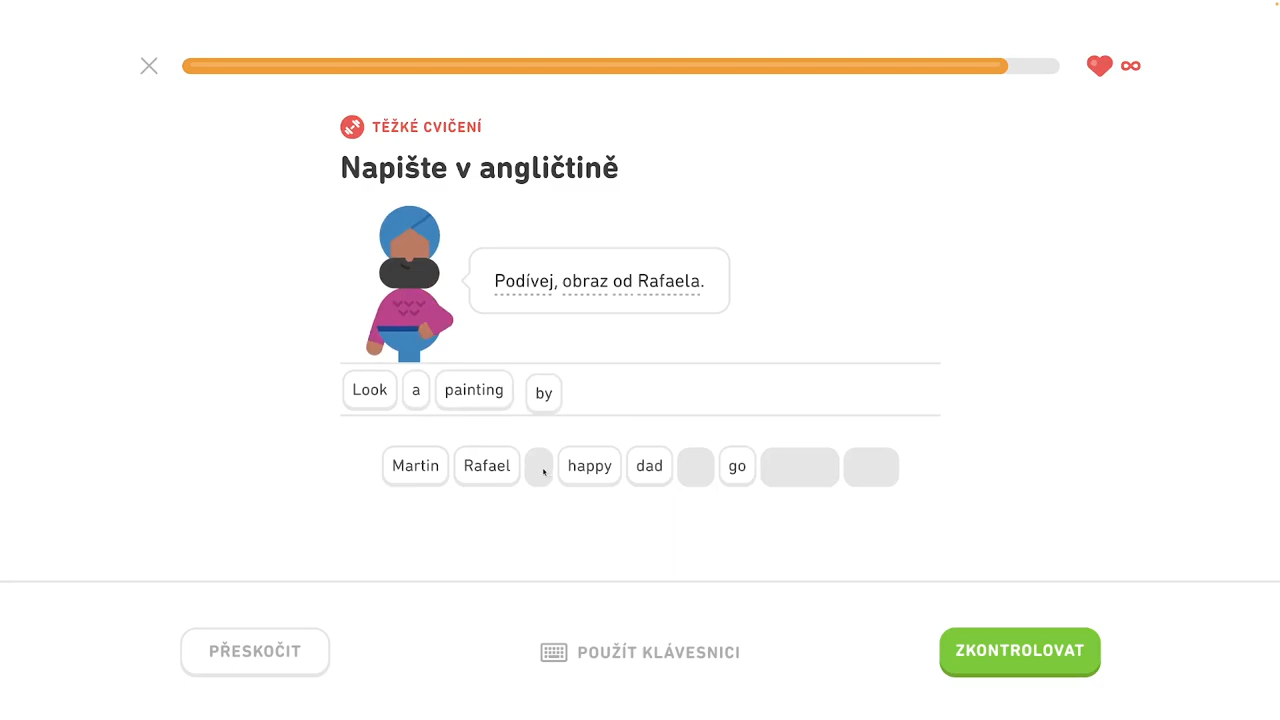 TĚŽKÉ CVIČENÍ
Napište v angličtině
Podívej, obraz od Rafaela.
Look a painting by
Martin Rafael happy dad go
PŘESKOČIT POUŽÍT KLÁVESNICI ZKONTROLOVAT